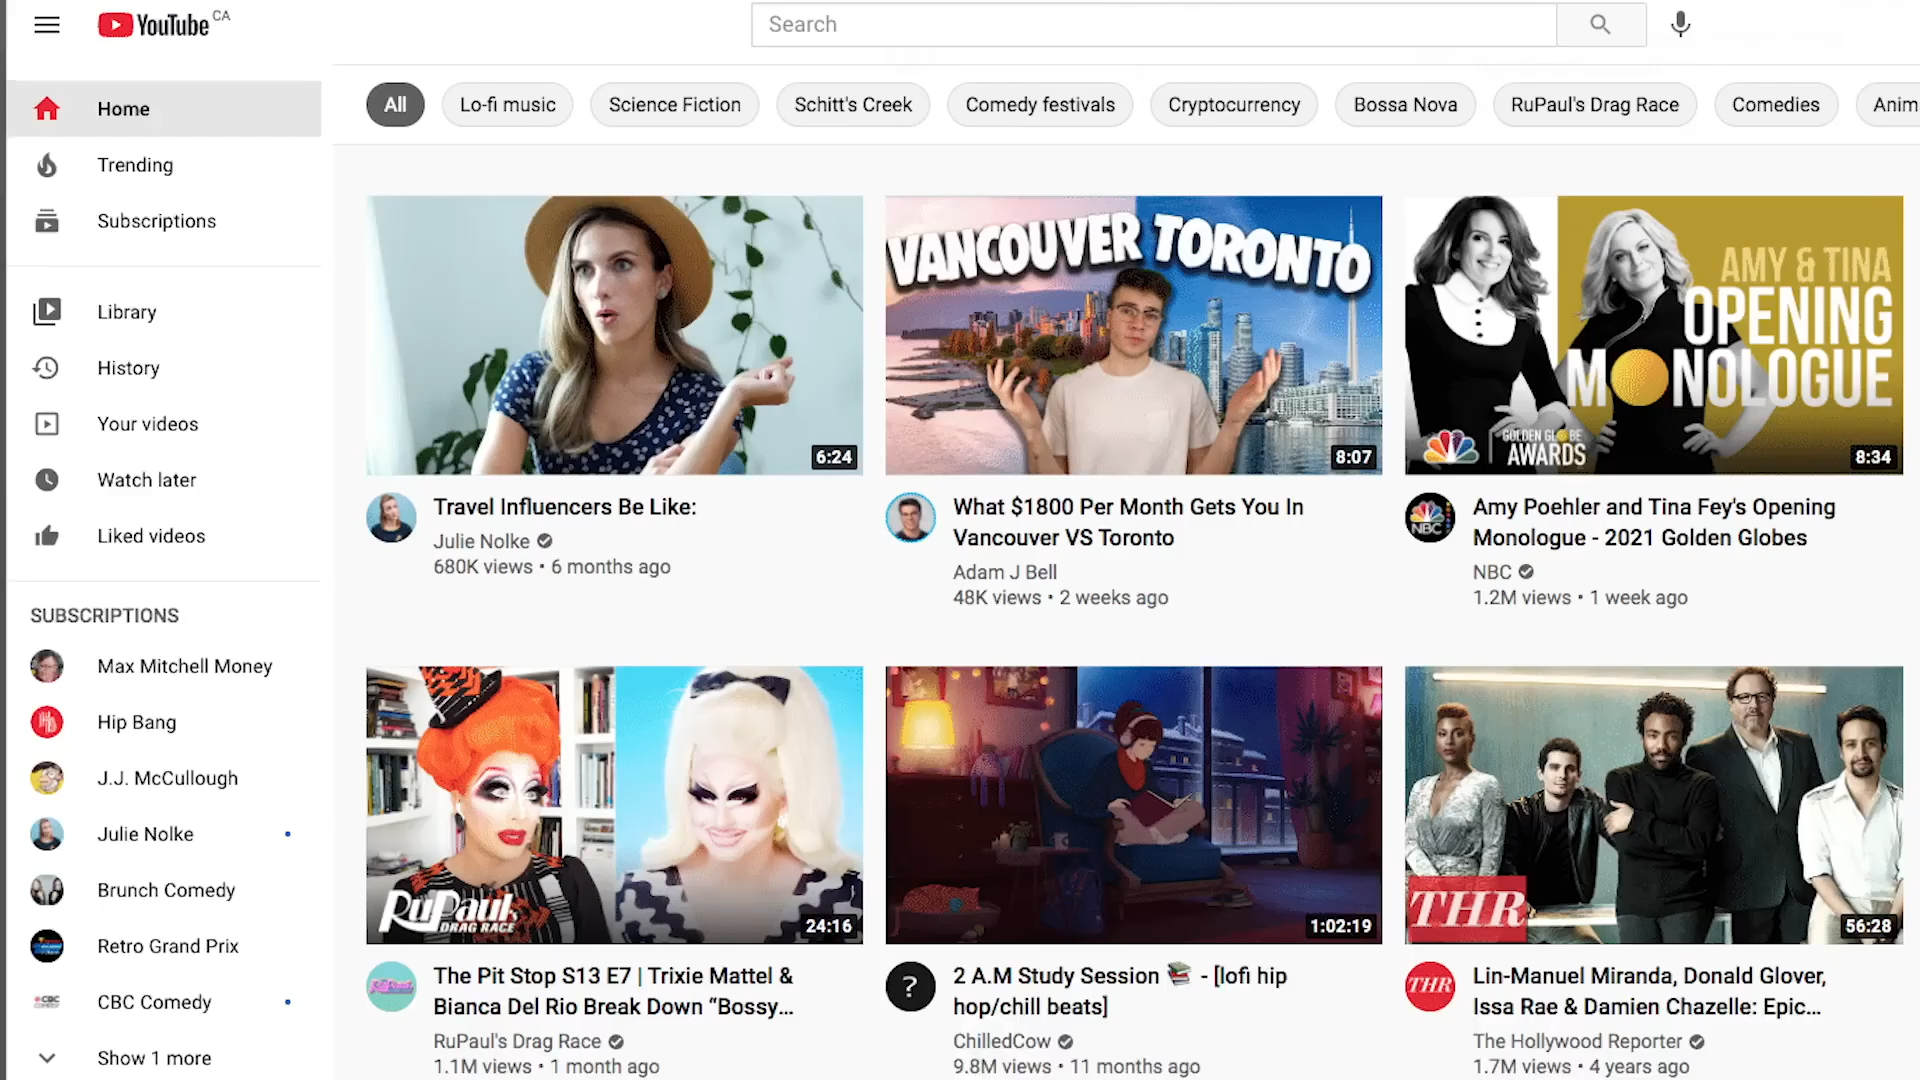 YouTube CA
Search
Home
Trending
Subscriptions
Library
History
Your videos
Watch later
Liked videos
SUBSCRIPTIONS
Max Mitchell Money
Hip Bang
J.J. McCullough
Julie Nolke
Brunch Comedy
Retro Grand Prix
CBC Comedy
Show 1 more
All
Lo-fi music
Science Fiction
Schitt's Creek
Comedy festivals
Cryptocurrency
Bossa Nova
RuPaul's Drag Race
Comedies
Anim
6:24
Travel Influencers Be Like:
Julie Nolke
680K views • 6 months ago
VANCOUVER TORONTO
8:07
What $1800 Per Month Gets You In
Vancouver VS Toronto
Adam J Bell
48K views • 2 weeks ago
AMY & TINA
OPENING
MONOLOGUE
GOLDEN GLOBE
AWARDS
8:34
NBC
Amy Poehler and Tina Fey's Opening
Monologue - 2021 Golden Globes
NBC
1.2M views • 1 week ago
RuPaul's
DRAG RACE
24:16
The Pit Stop S13 E7 | Trixie Mattel &
Bianca Del Rio Break Down “Bossy...
RuPaul's Drag Race
1.1M views • 1 month ago
1:02:19
?
2 A.M Study Session 📚 - [lofi hip
hop/chill beats]
ChilledCow
9.8M views • 11 months ago
THR
56:28
THR
Lin-Manuel Miranda, Donald Glover,
Issa Rae & Damien Chazelle: Epic...
The Hollywood Reporter
1.7M views • 4 years ago